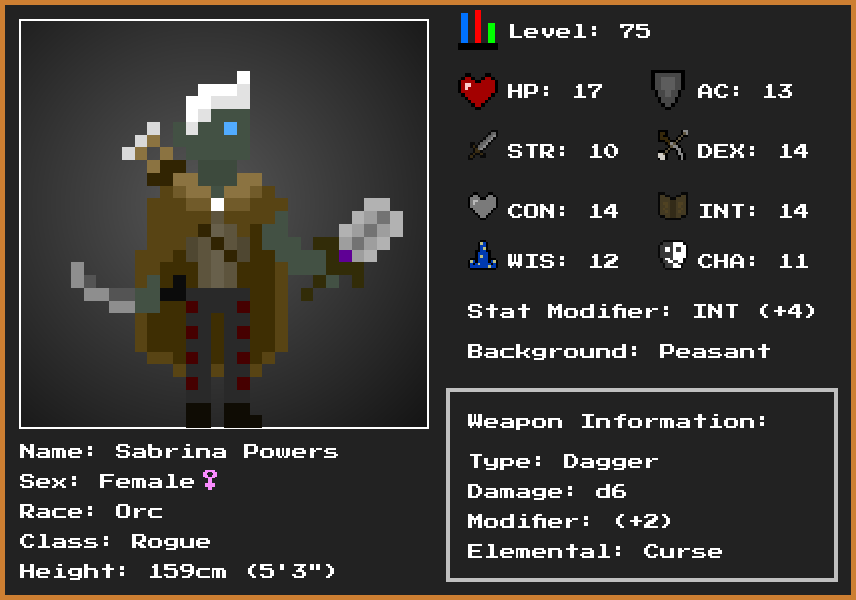 Level: 75
HP: 17
AC: 13
STR: 10
DEX: 14
CON: 14
INT: 14
WIS: 12
CHA: 11
Stat Modifier: INT (+4)
Background: Peasant
Weapon Information:
Type: Dagger
Damage: d6
Modifier: (+2)
Elemental: Curse
Name: Sabrina Powers
Sex: Female♀
Race: Orc
Class: Rogue
Height: 159cm (5'3")